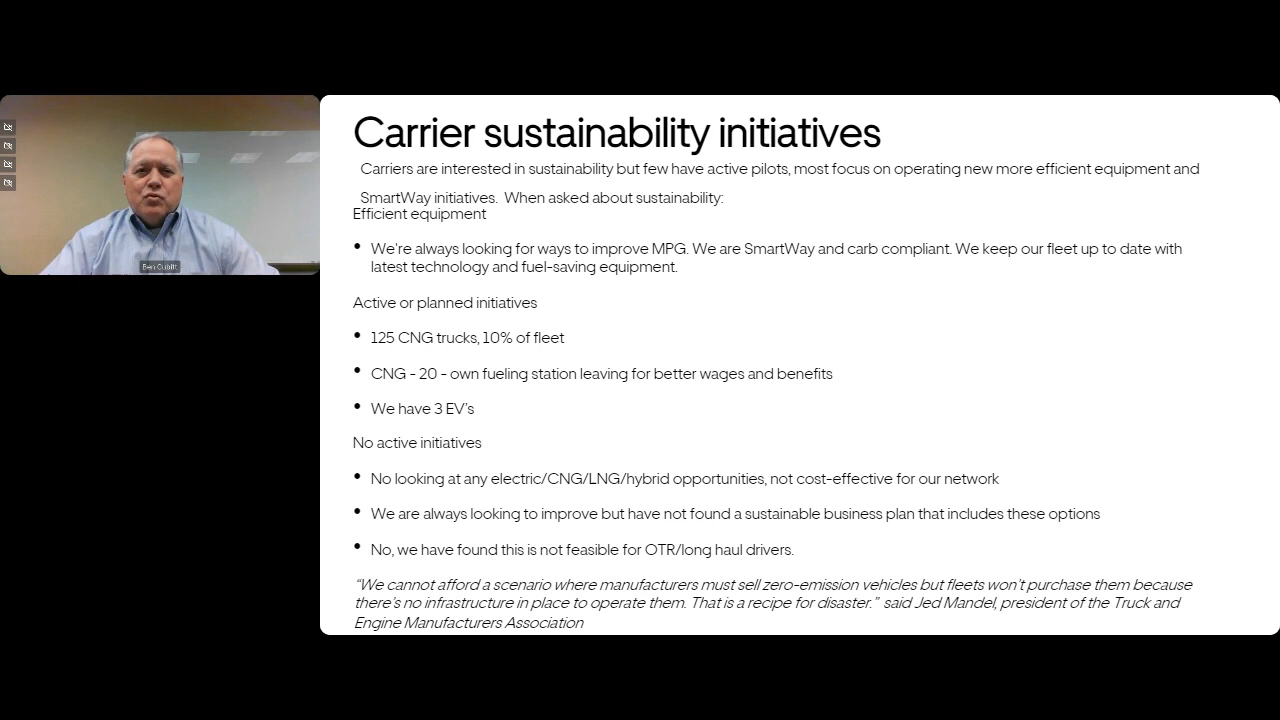 Carrier sustainability initiatives
Carriers are interested in sustainability but few have active pilots, most focus on operating new more efficient equipment and
SmartWay initiatives. When asked about sustainability:
Efficient equipment
• We're always looking for ways to improve MPG. We are SmartWay and carb compliant. We keep our fleet up to date with
latest technology and fuel-saving equipment.
Active or planned initiatives
• 125 CNG trucks, 10% of fleet
• CNG - 20 - own fueling station leaving for better wages and benefits
• We have 3 EV's
No active initiatives
• No looking at any electric/CNG/LNG/hybrid opportunities, not cost-effective for our network
• We are always looking to improve but have not found a sustainable business plan that includes these options
• No, we have found this is not feasible for OTR/long haul drivers.
“We cannot afford a scenario where manufacturers must sell zero-emission vehicles but fleets won't purchase them because
there's no infrastructure in place to operate them. That is a recipe for disaster.” said Jed Mandel, president of the Truck and
Engine Manufacturers Association
Ben Cubitt